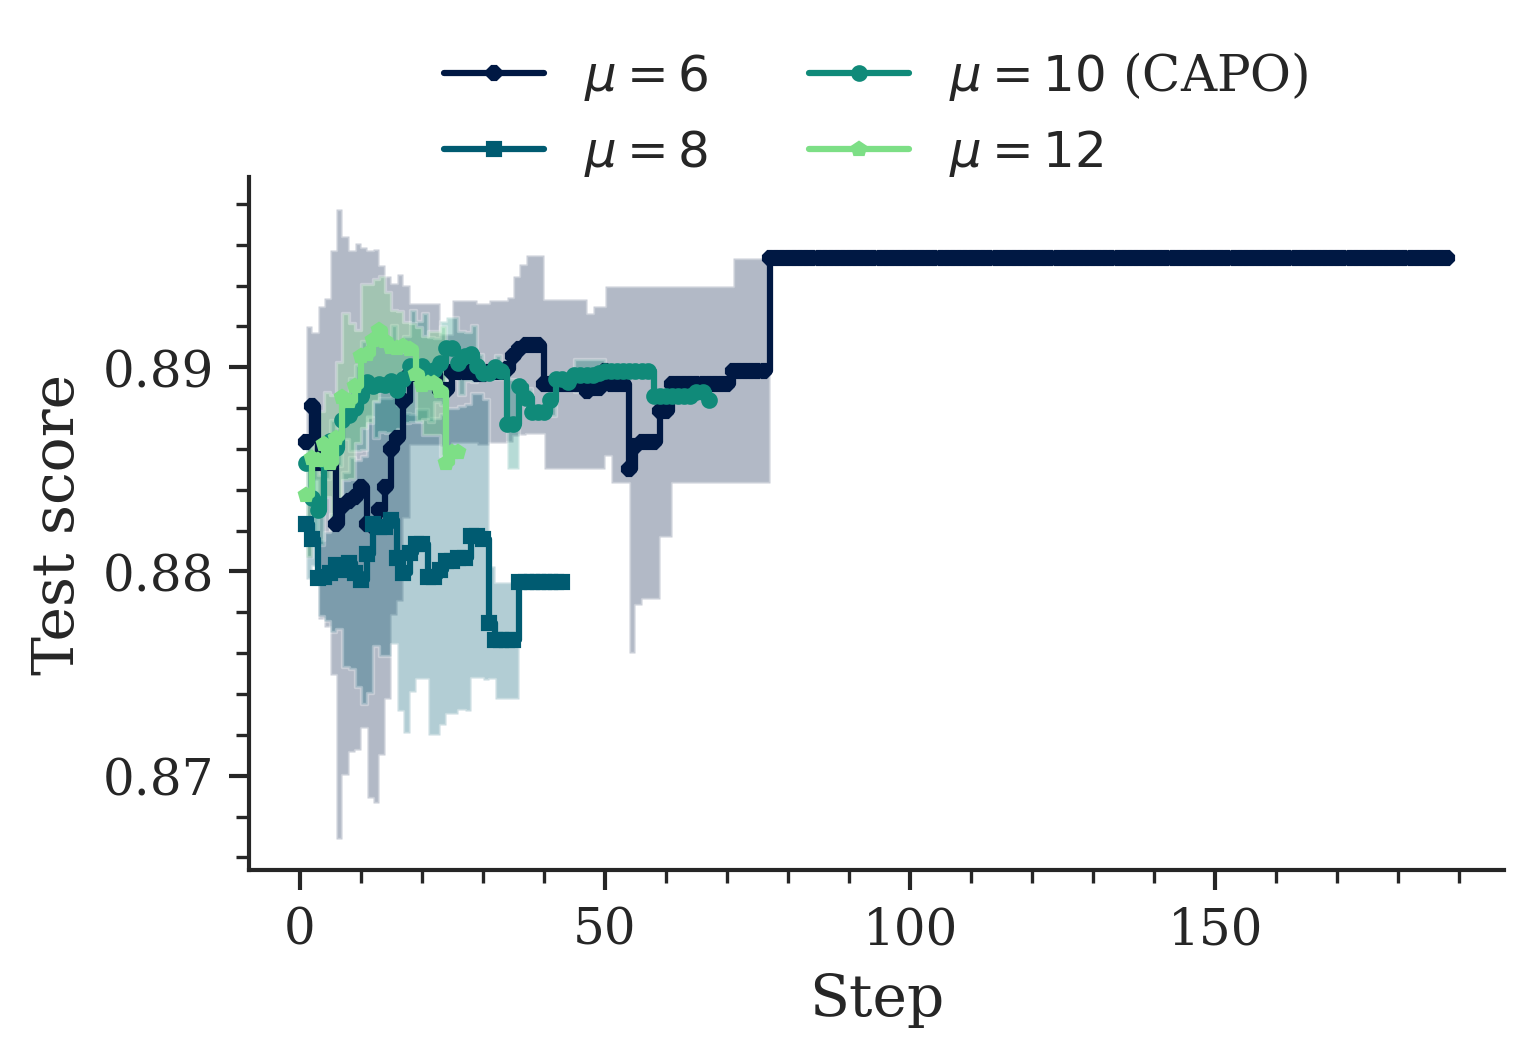 μ = 6
μ = 10 (CAPO)
μ = 8
μ = 12
Test score
0.89
0.88
0.87
0
50
100
150
Step